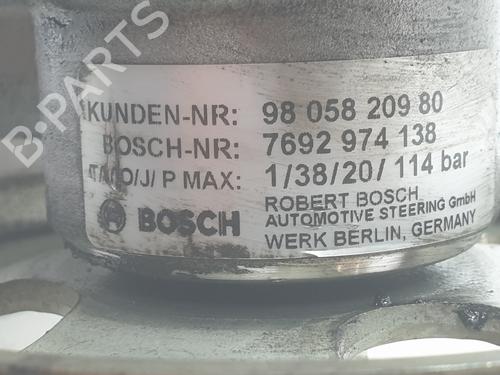 KUNDEN-NR: 98 058 209 80
BOSCH-NR: 7692 974 138
T/A/O/J/ P MAX: 1/38/20/ 114 bar
BOSCH
ROBERT BOSCH
AUTOMOTIVE STEERING GmbH
WERK BERLIN, GERMANY
B-PARTS